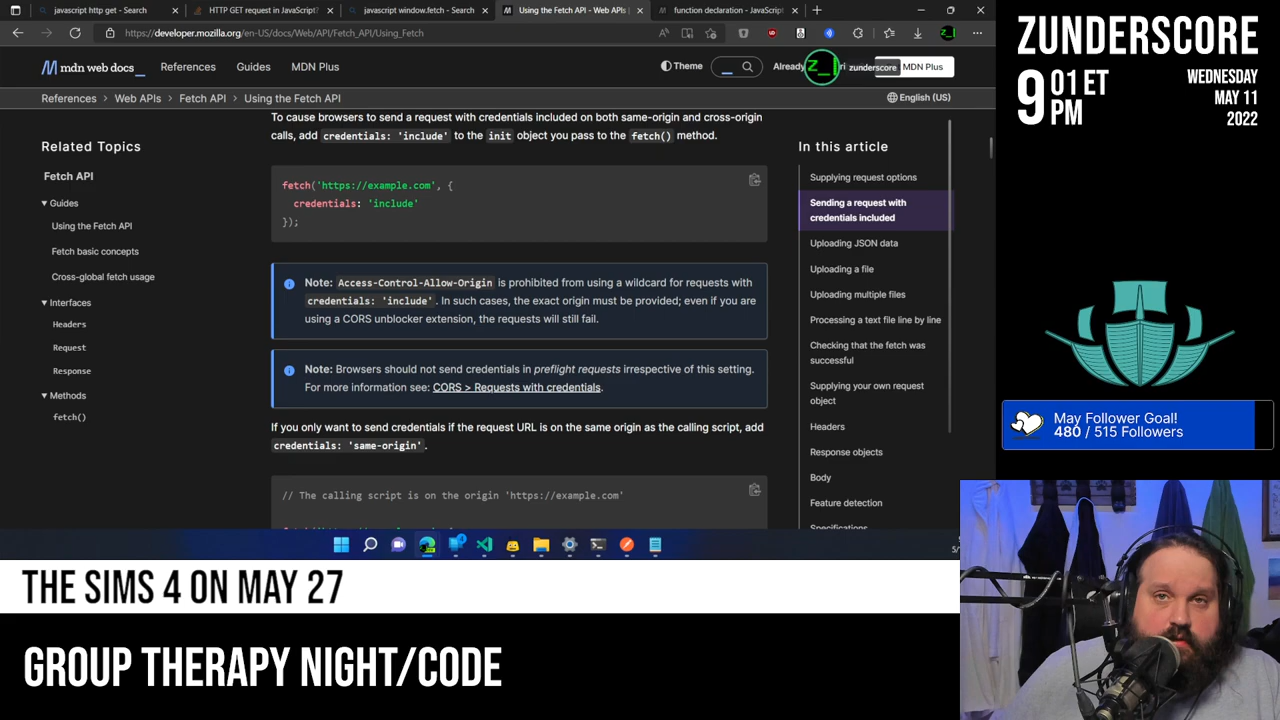 javascript http get - Search
HTTP GET request in JavaScript?
javascript window.fetch - Search
Using the Fetch API - Web APIs |
function declaration - JavaScript
https://developer.mozilla.org/en-US/docs/Web/API/Fetch_API/Using_Fetch
mdn web docs_
References
Guides
MDN Plus
Theme
Already
z_
zunderscore
MDN Plus
References > Web APIs > Fetch API > Using the Fetch API
English (US)
Related Topics
Fetch API
Guides
Using the Fetch API
Fetch basic concepts
Cross-global fetch usage
Interfaces
Headers
Request
Response
Methods
fetch()
To cause browsers to send a request with credentials included on both same-origin and cross-origin
calls, add credentials: 'include' to the init object you pass to the fetch() method.
fetch('https://example.com', {
credentials: 'include'
});
Note: Access-Control-Allow-Origin is prohibited from using a wildcard for requests with
credentials: 'include'. In such cases, the exact origin must be provided; even if you are
using a CORS unblocker extension, the requests will still fail.
Note: Browsers should not send credentials in preflight requests irrespective of this setting.
For more information see: CORS > Requests with credentials.
If you only want to send credentials if the request URL is on the same origin as the calling script, add
credentials: 'same-origin'.
// The calling script is on the origin 'https://example.com'
In this article
Supplying request options
Sending a request with
credentials included
Uploading JSON data
Uploading a file
Uploading multiple files
Processing a text file line by line
Checking that the fetch was
successful
Supplying your own request
object
Headers
Response objects
Body
Feature detection
Specifications
ZUNDERSCORE
9 01 ET
PM
WEDNESDAY
MAY 11
2022
May Follower Goal!
480 / 515 Followers
THE SIMS 4 ON MAY 27
GROUP THERAPY NIGHT/CODE